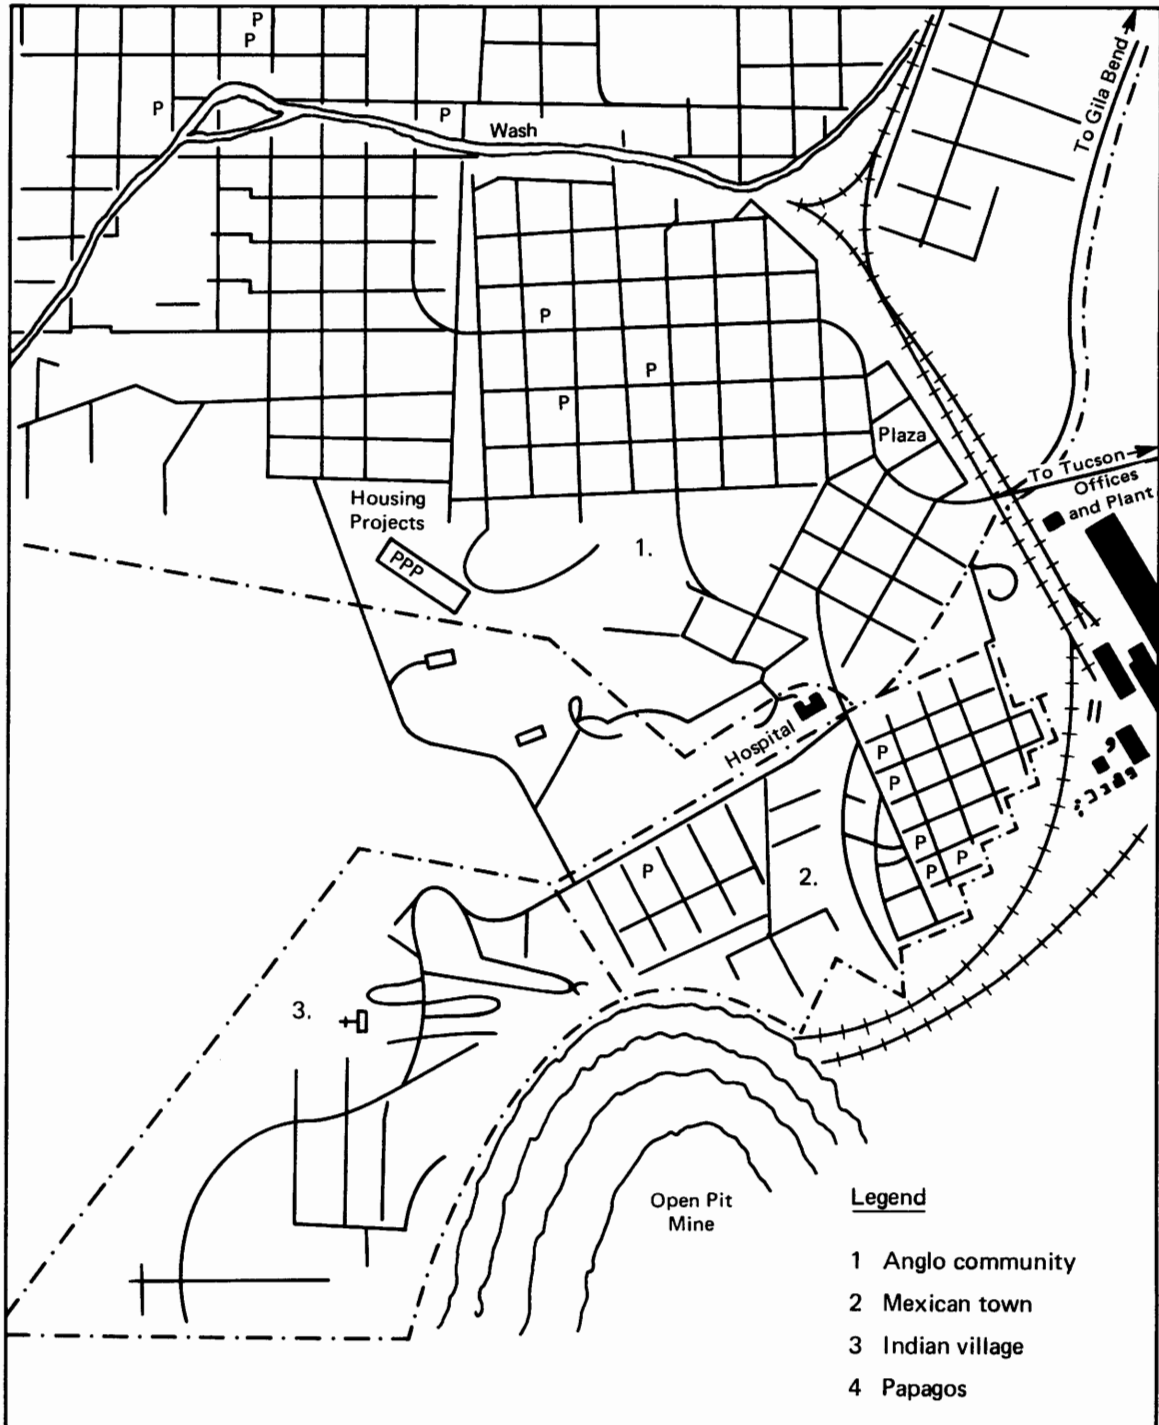 P
P
P
P
Wash
To Gila Bend
P
P
P
Plaza
To Tucson
Offices
and Plant
Housing
Projects
PPP
1.
Hospital
P
P
P
P
P
P
2.
3.
Open Pit
Mine
Legend
1 Anglo community
2 Mexican town
3 Indian village
4 Papagos